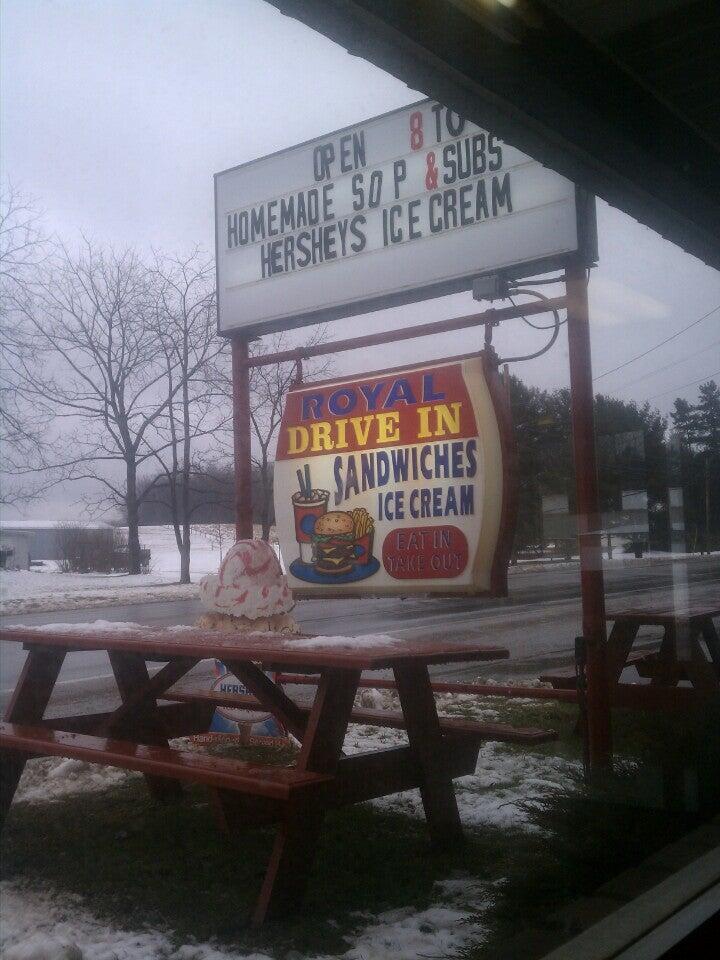 OPEN 8 TO
HOMEMADE SO P & SUBS
HERSHEYS ICE CREAM
ROYAL
DRIVE IN
SANDWICHES
ICE CREAM
EAT IN
TAKE OUT